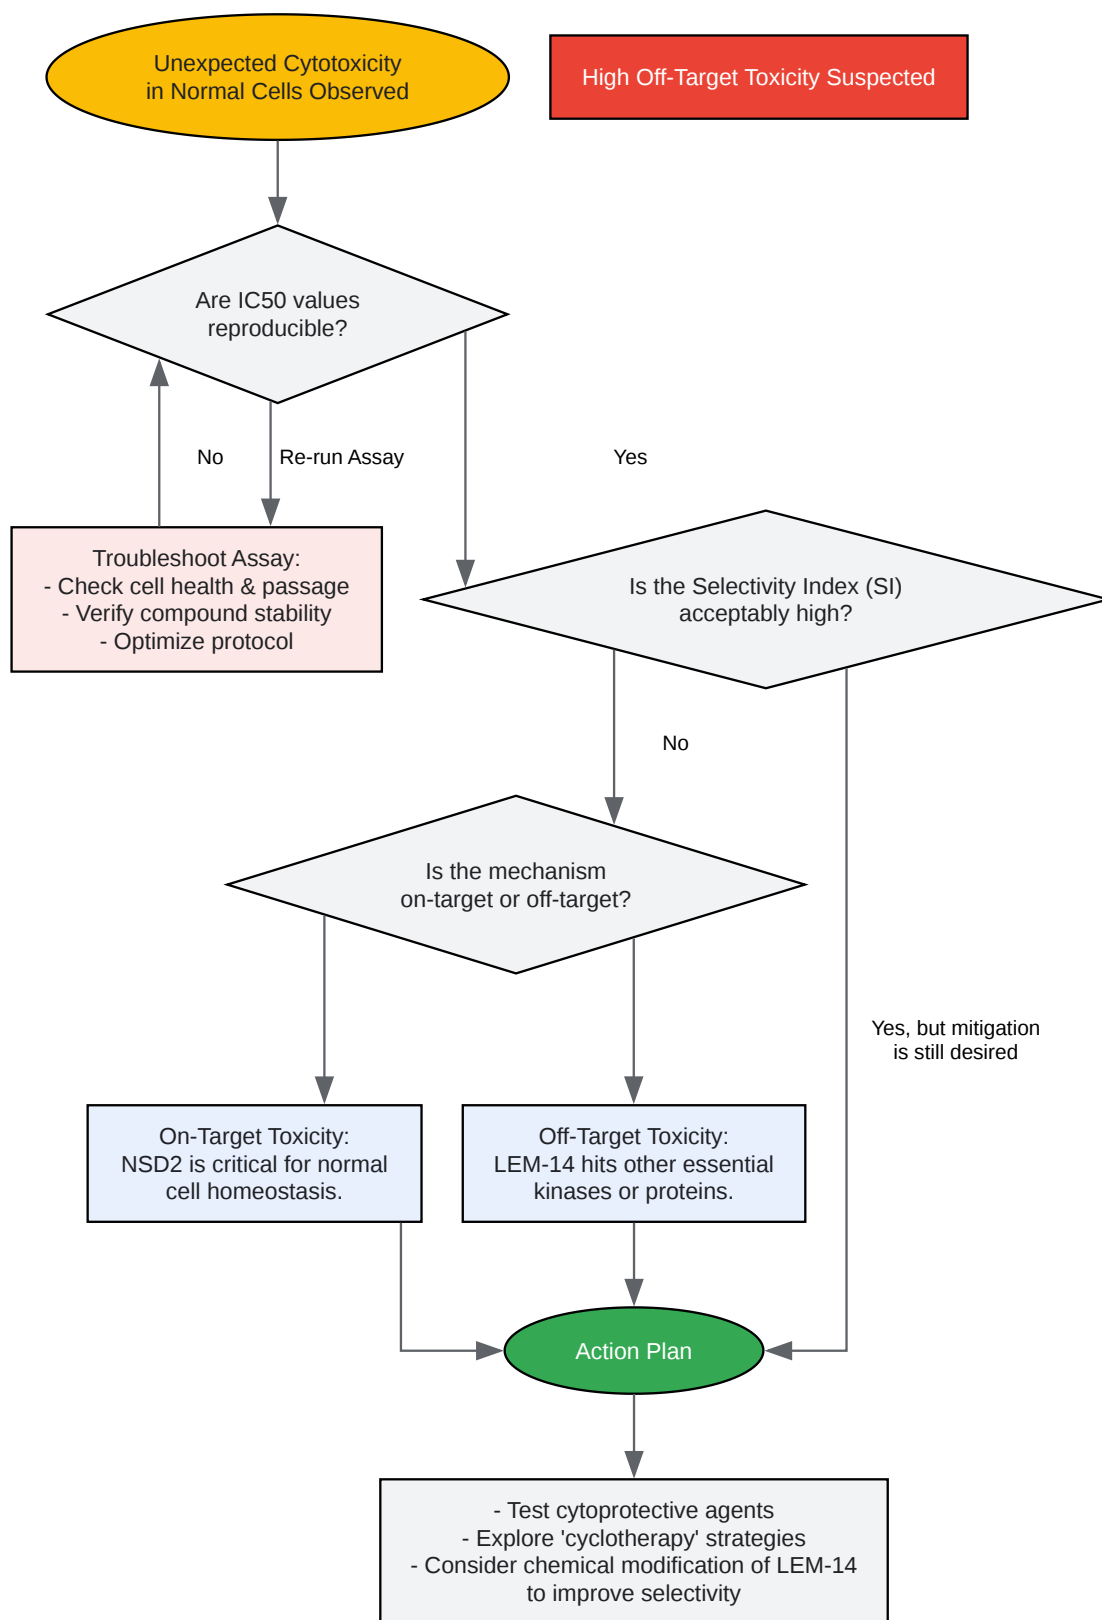 Unexpected Cytotoxicity
in Normal Cells Observed
High Off-Target Toxicity Suspected
Are IC50 values
reproducible?
No
Re-run Assay
Yes
Troubleshoot Assay:
- Check cell health & passage
- Verify compound stability
- Optimize protocol
Is the Selectivity Index (SI)
acceptably high?
No
Is the mechanism
on-target or off-target?
Yes, but mitigation
is still desired
On-Target Toxicity:
NSD2 is critical for normal
cell homeostasis.
Off-Target Toxicity:
LEM-14 hits other essential
kinases or proteins.
Action Plan
- Test cytoprotective agents
- Explore 'cyclotherapy' strategies
- Consider chemical modification of LEM-14
to improve selectivity